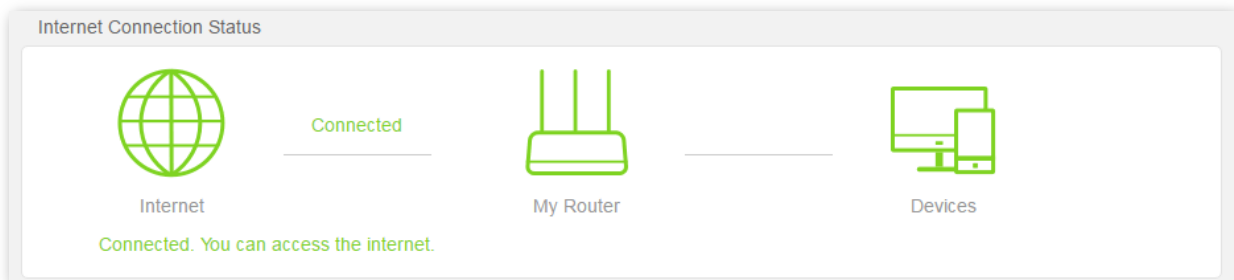 Internet Connection Status
Connected
Internet
My Router
Devices
Connected. You can access the internet.